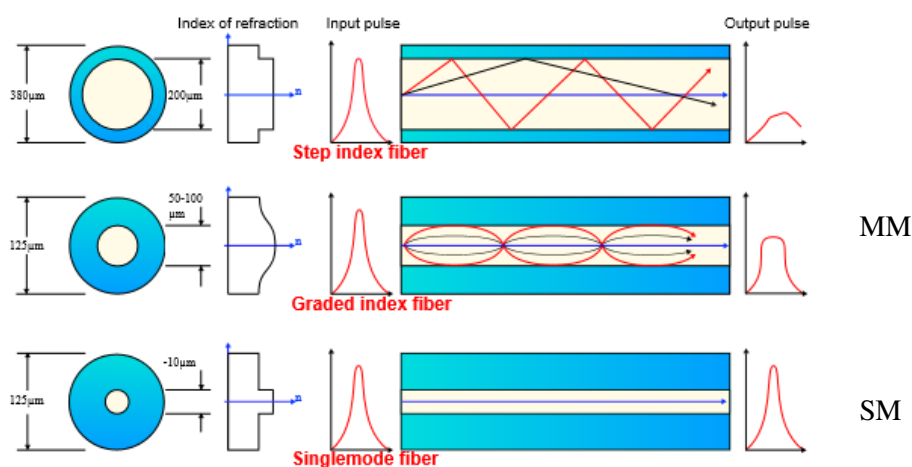 Index of refraction Input pulse Output pulse
380µm 200µm n
Step index fiber
50-100
µm
125µm n MM
Graded index fiber
-10µm
125µm n SM
Singlemode fiber